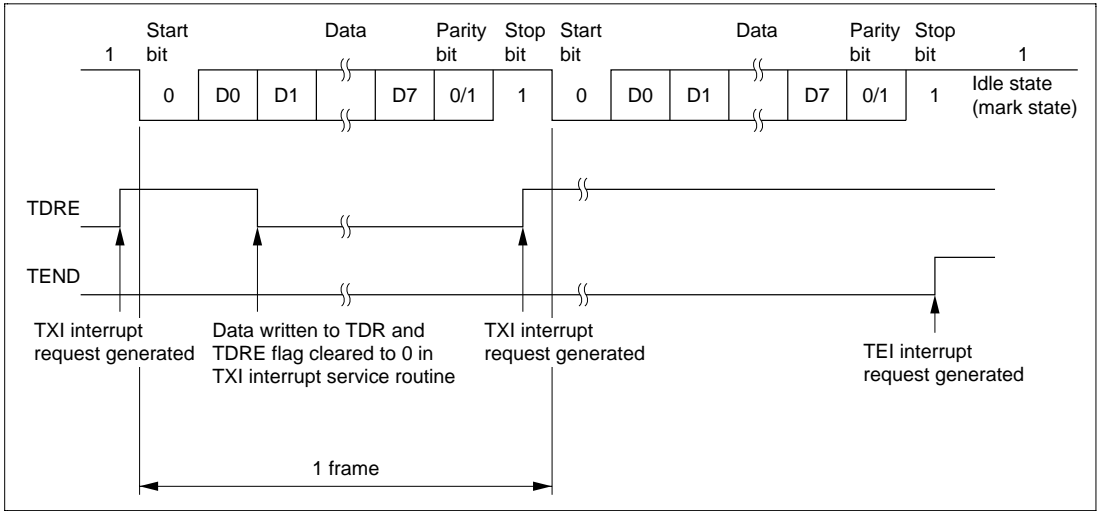 Start Data Parity Stop Start Data Parity Stop
1 bit bit bit bit bit bit 1
0 D0 D1 D7 0/1 1 0 D0 D1 D7 0/1 1 Idle state
(mark state)
TDRE
TEND
TXI interrupt
request generated
Data written to TDR and
TDRE flag cleared to 0 in
TXI interrupt service routine
TXI interrupt
request generated
TEI interrupt
request generated
1 frame